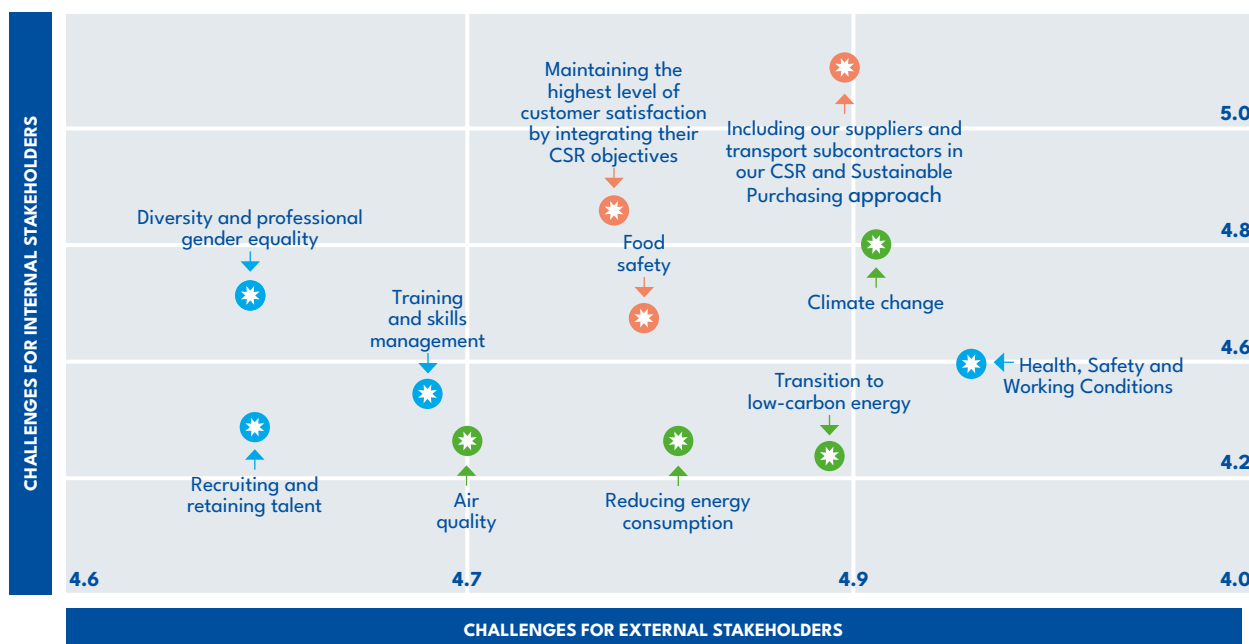 CHALLENGES FOR INTERNAL STAKEHOLDERS
Maintaining the
highest level of
customer satisfaction
by integrating their
CSR objectives
Including our suppliers and
transport subcontractors in
our CSR and Sustainable
Purchasing approach
5.0
Diversity and professional
gender equality
Food
safety
4.8
Climate change
Training
and skills
management
4.6
Health, Safety and
Working Conditions
Transition to
low-carbon energy
4.2
Recruiting and
retaining talent
Air
quality
Reducing energy
consumption
4.6
4.7
4.9
4.0
CHALLENGES FOR EXTERNAL STAKEHOLDERS